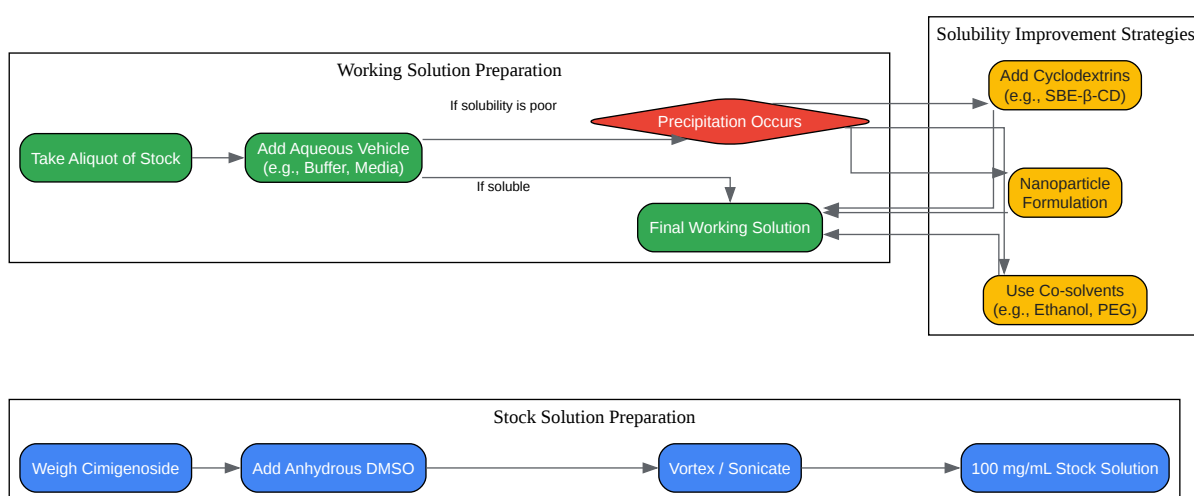 Solubility Improvement Strategies
Working Solution Preparation
Add Cyclodextrins
(e.g., SBE-β-CD)
If solubility is poor
Precipitation Occurs
Take Aliquot of Stock
Add Aqueous Vehicle
(e.g., Buffer, Media)
If soluble
Nanoparticle
Formulation
Final Working Solution
Use Co-solvents
(e.g., Ethanol, PEG)
Stock Solution Preparation
Weigh Cimigenoside
Add Anhydrous DMSO
Vortex / Sonicate
100 mg/mL Stock Solution